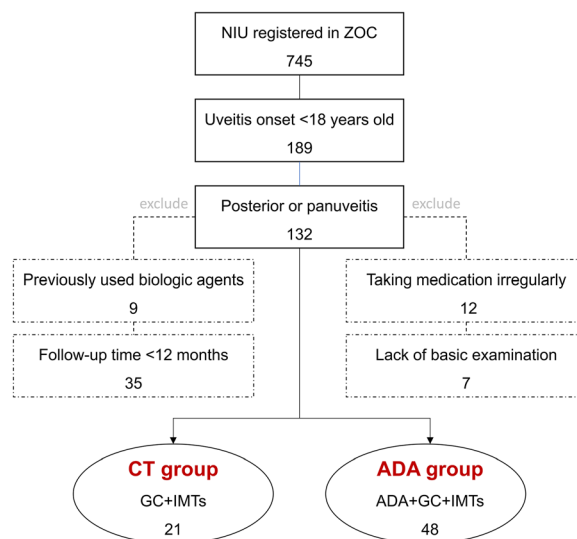 NIU registered in ZOC
745
Uveitis onset <18 years old
189
exclude
Posterior or panuveitis
exclude
132
Previously used biologic agents
9
Taking medication irregularly
12
Follow-up time <12 months
35
Lack of basic examination
7
CT group
GC+IMTs
21
ADA group
ADA+GC+IMTs
48